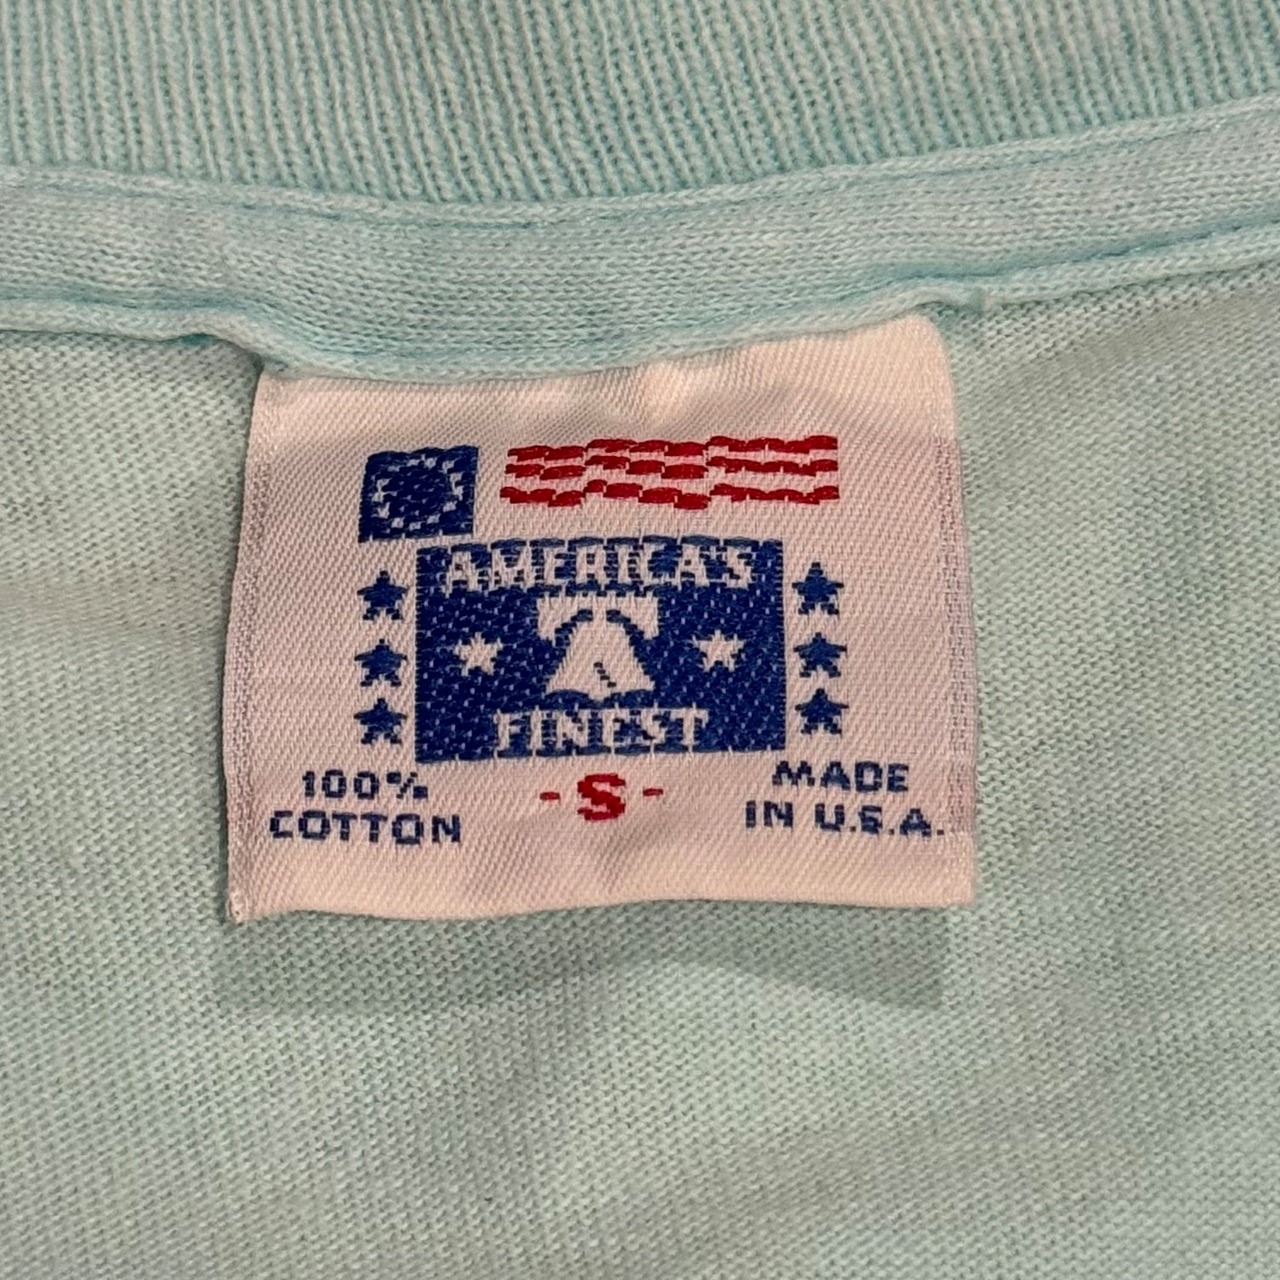 AMERICA'S
FINEST
100%
COTTON
-S-
MADE
IN U.S.A.